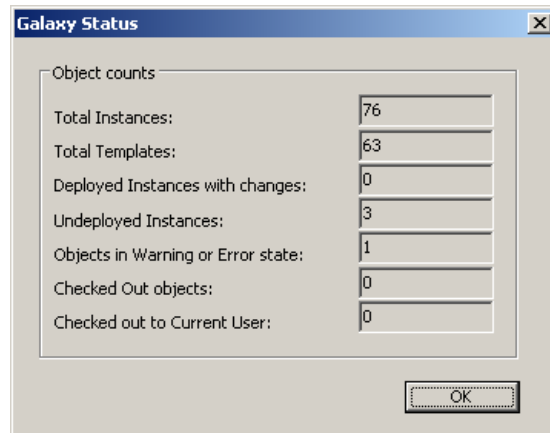 Galaxy Status
Object counts
Total Instances: 76
Total Templates: 63
Deployed Instances with changes: 0
Undeployed Instances: 3
Objects in Warning or Error state: 1
Checked Out objects: 0
Checked out to Current User: 0
OK